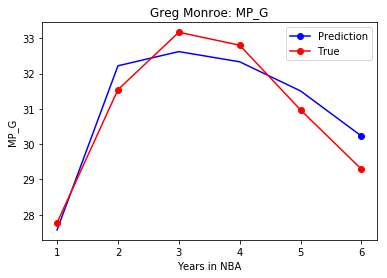 Greg Monroe: MP_G
Prediction
True
MP_G
33
32
31
30
29
28
1 2 3 4 5 6
Years in NBA